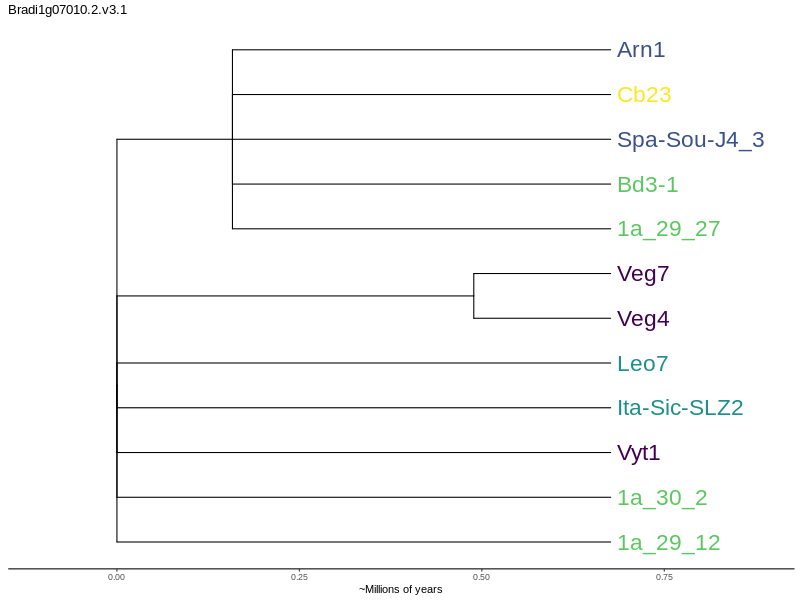 Bradi1g07010.2.v3.1
Arn1
Cb23
Spa-Sou-J4_3
Bd3-1
1a_29_27
Veg7
Veg4
Leo7
Ita-Sic-SLZ2
Vyt1
1a_30_2
1a_29_12
0.00 0.25 0.50 0.75
~Millions of years